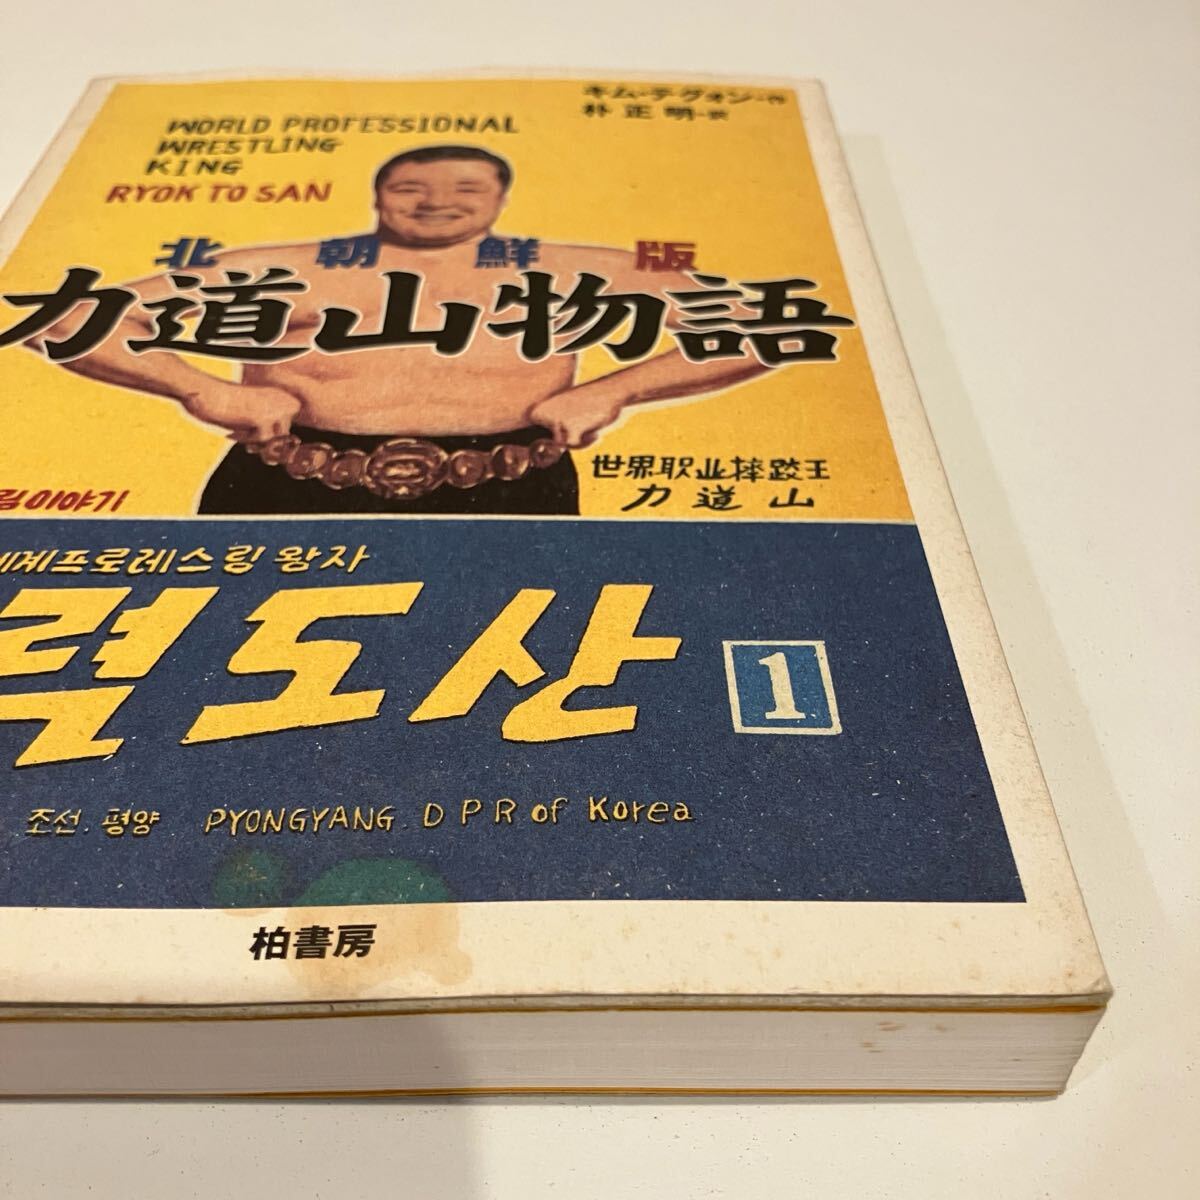 キム・テグォン・作
朴正明・訳
WORLD PROFESSIONAL
WRESTLING
KING
RYOK TO SAN
北朝鮮版
力道山物語
世界职业摔跤王
力道山
림이야기
세계프로레스링왕자
력도산
1
조선.평양 PYONGYANG. D P R of Korea
柏書房